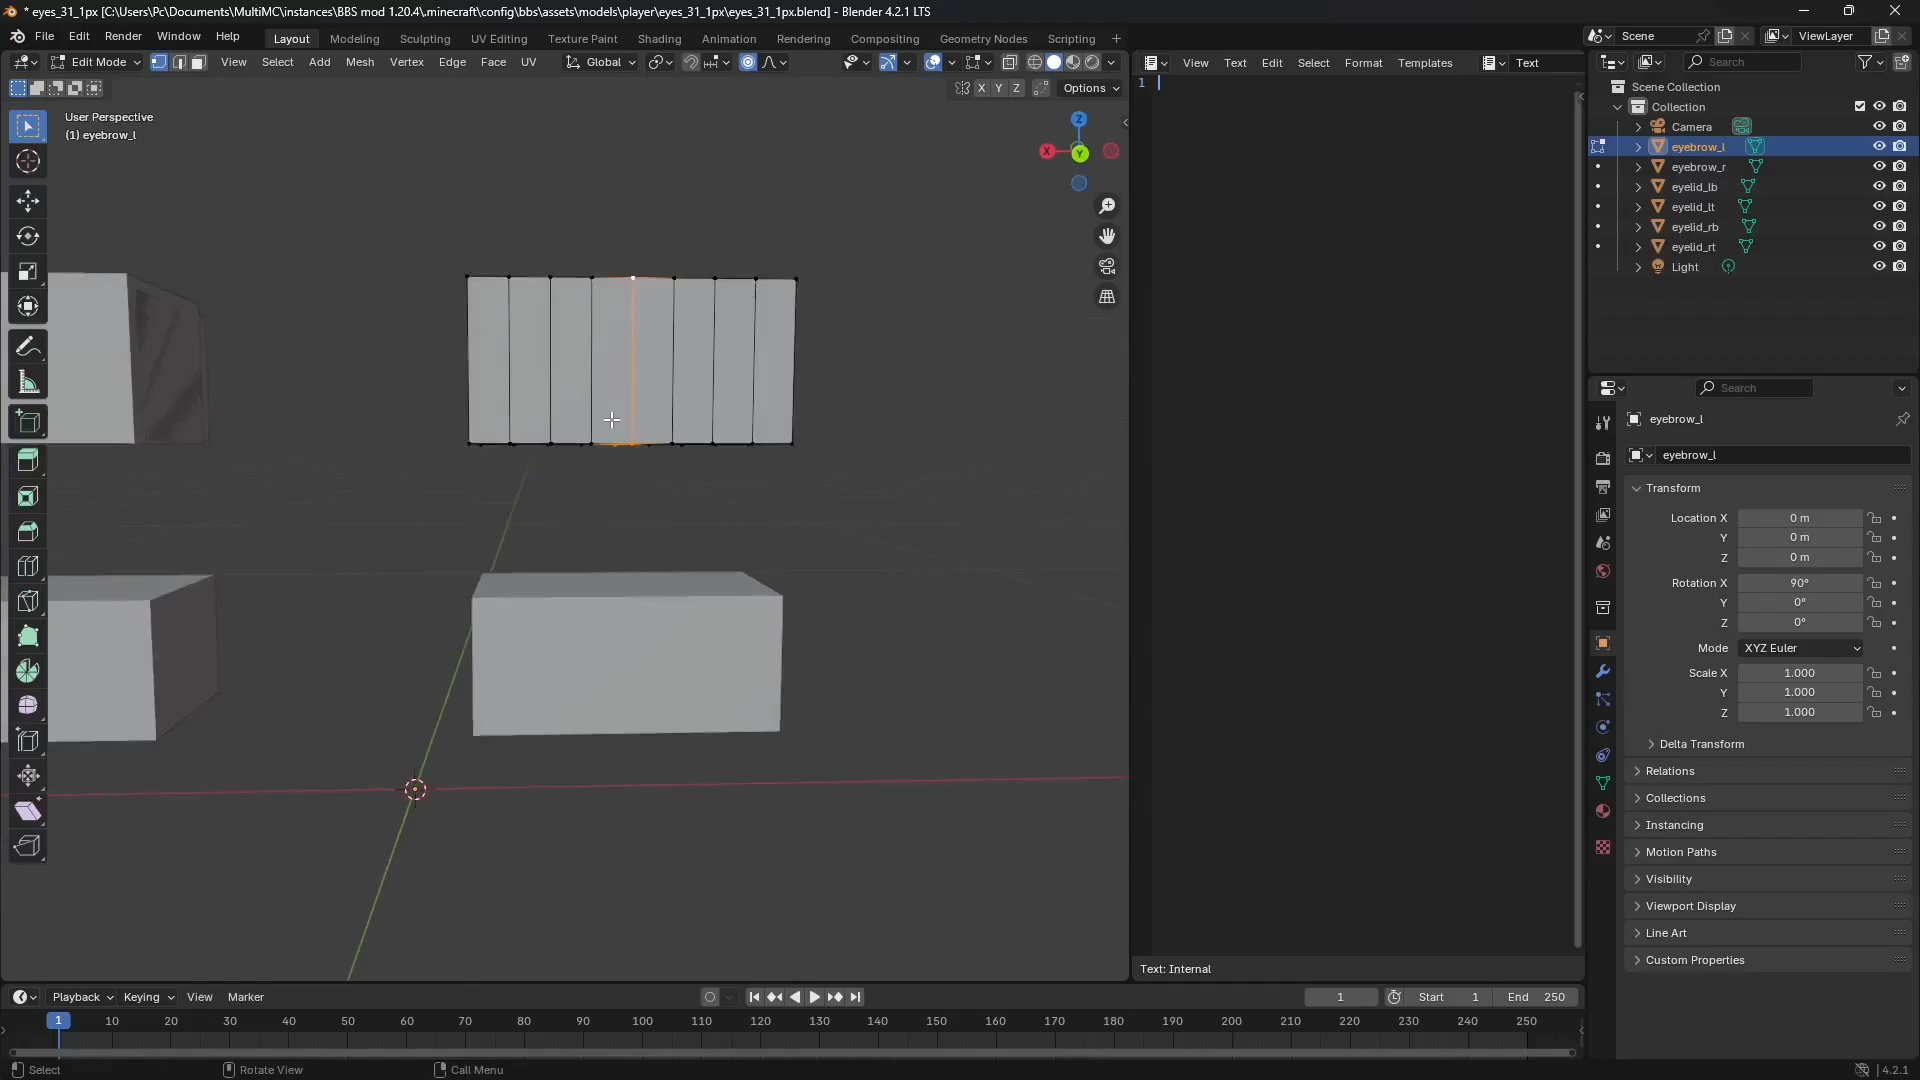 * eyes_31_1px [C:\Users\Pc\Documents\MultiMC\instances\BBS mod 1.20.4\.minecraft\config\bbs\assets\models\player\eyes_31_1px\eyes_31_1px.blend] - Blender 4.2.1 LTS
File Edit Render Window Help Layout Modeling Sculpting UV Editing Texture Paint Shading Animation Rendering Compositing Geometry Nodes Scripting + Scene ViewLayer
Edit Mode View Select Add Mesh Vertex Edge Face UV Global View Text Edit Select Format Templates Text Search
X Y Z Options
1
User Perspective
(1) eyebrow_l
Z
X Y
Scene Collection
Collection
Camera
eyebrow_l
eyebrow_r
eyelid_lb
eyelid_lt
eyelid_rb
eyelid_rt
Light
Search
eyebrow_l
eyebrow_l
Transform
Location X 0 m
Y 0 m
Z 0 m
Rotation X 90°
Y 0°
Z 0°
Mode XYZ Euler
Scale X 1.000
Y 1.000
Z 1.000
Delta Transform
Relations
Collections
Instancing
Motion Paths
Visibility
Viewport Display
Line Art
Custom Properties
Text: Internal
Playback Keying View Marker 1 Start 1 End 250
1 10 20 30 40 50 60 70 80 90 100 110 120 130 140 150 160 170 180 190 200 210 220 230 240 250
Select Rotate View Call Menu 4.2.1